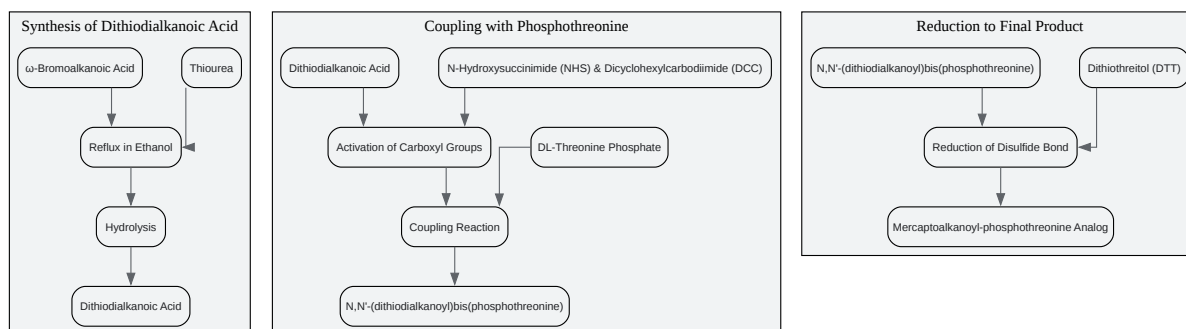 Synthesis of Dithiodialkanoic Acid
ω-Bromoalkanoic Acid
Thiourea
Reflux in Ethanol
Hydrolysis
Dithiodialkanoic Acid
Coupling with Phosphothreonine
Dithiodialkanoic Acid
N-Hydroxysuccinimide (NHS) & Dicyclohexylcarbodiimide (DCC)
Activation of Carboxyl Groups
DL-Threonine Phosphate
Coupling Reaction
N,N'-(dithiodialkanoyl)bis(phosphothreonine)
Reduction to Final Product
N,N'-(dithiodialkanoyl)bis(phosphothreonine)
Dithiothreitol (DTT)
Reduction of Disulfide Bond
Mercaptoalkanoyl-phosphothreonine Analog